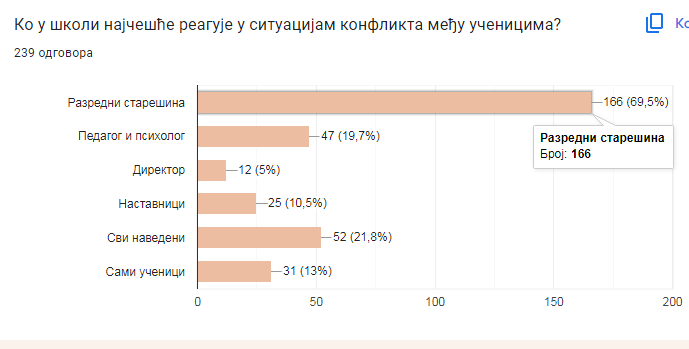 Ко у школи најчешће реагује у ситуацијам конфликта међу ученицима?
239 одговора
Разредни старешина 166 (69,5%)
Педагог и психолог 47 (19,7%)
Директор 12 (5%)
Наставници 25 (10,5%)
Сви наведени 52 (21,8%)
Сами ученици 31 (13%)
Разредни старешина
Број: 166
0 50 100 150 200